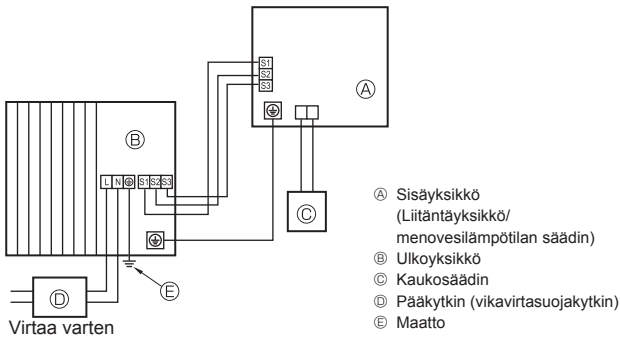 S1
S2
S3
Ⓐ
Ⓑ
L N S1 S2 S3
Ⓒ
Ⓓ
Ⓔ
Virtaa varten
Ⓐ Sisäyksikkö
(Liitäntäyksikkö/
menovesilämpötilan säädin)
Ⓑ Ulkoyksikkö
Ⓒ Kaukosäädin
Ⓓ Pääkytkin (vikavirtasuojakytkin)
Ⓔ Maatto